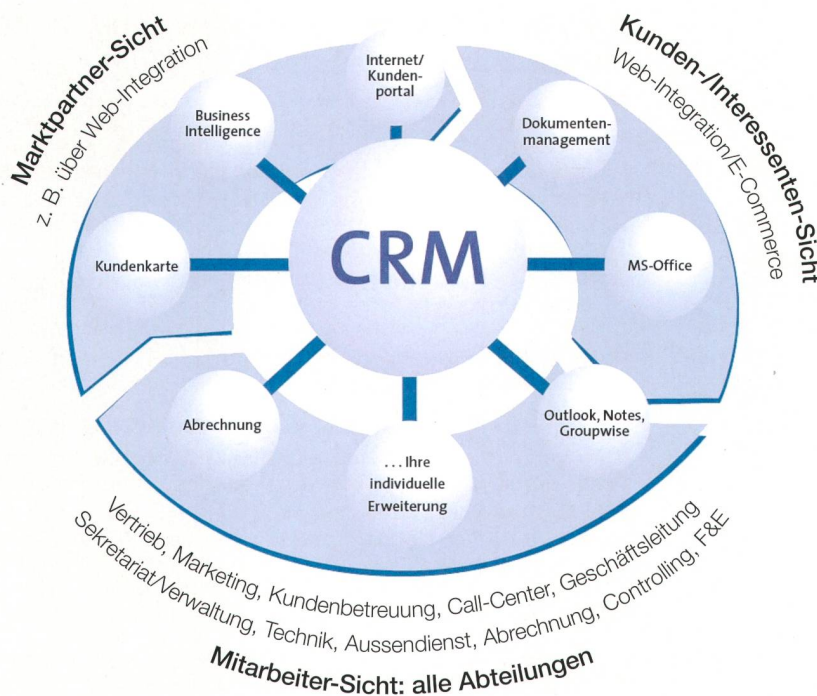 Marktpartner-Sicht
z. B. über Web-Integration
Kunden-/Interessenten-Sicht
Web-Integration/E-Commerce
Internet/
Kunden-
portal
Business
Intelligence
Dokumenten-
management
Kundenkarte
CRM
MS-Office
Abrechnung
Outlook, Notes,
Groupwise
... Ihre
individuelle
Erweiterung
Vertrieb, Marketing, Kundenbetreuung, Call-Center, Geschäftsleitung
Sekretariat/Verwaltung, Technik, Aussendienst, Abrechnung, Controlling, F&E
Mitarbeiter-Sicht: alle Abteilungen